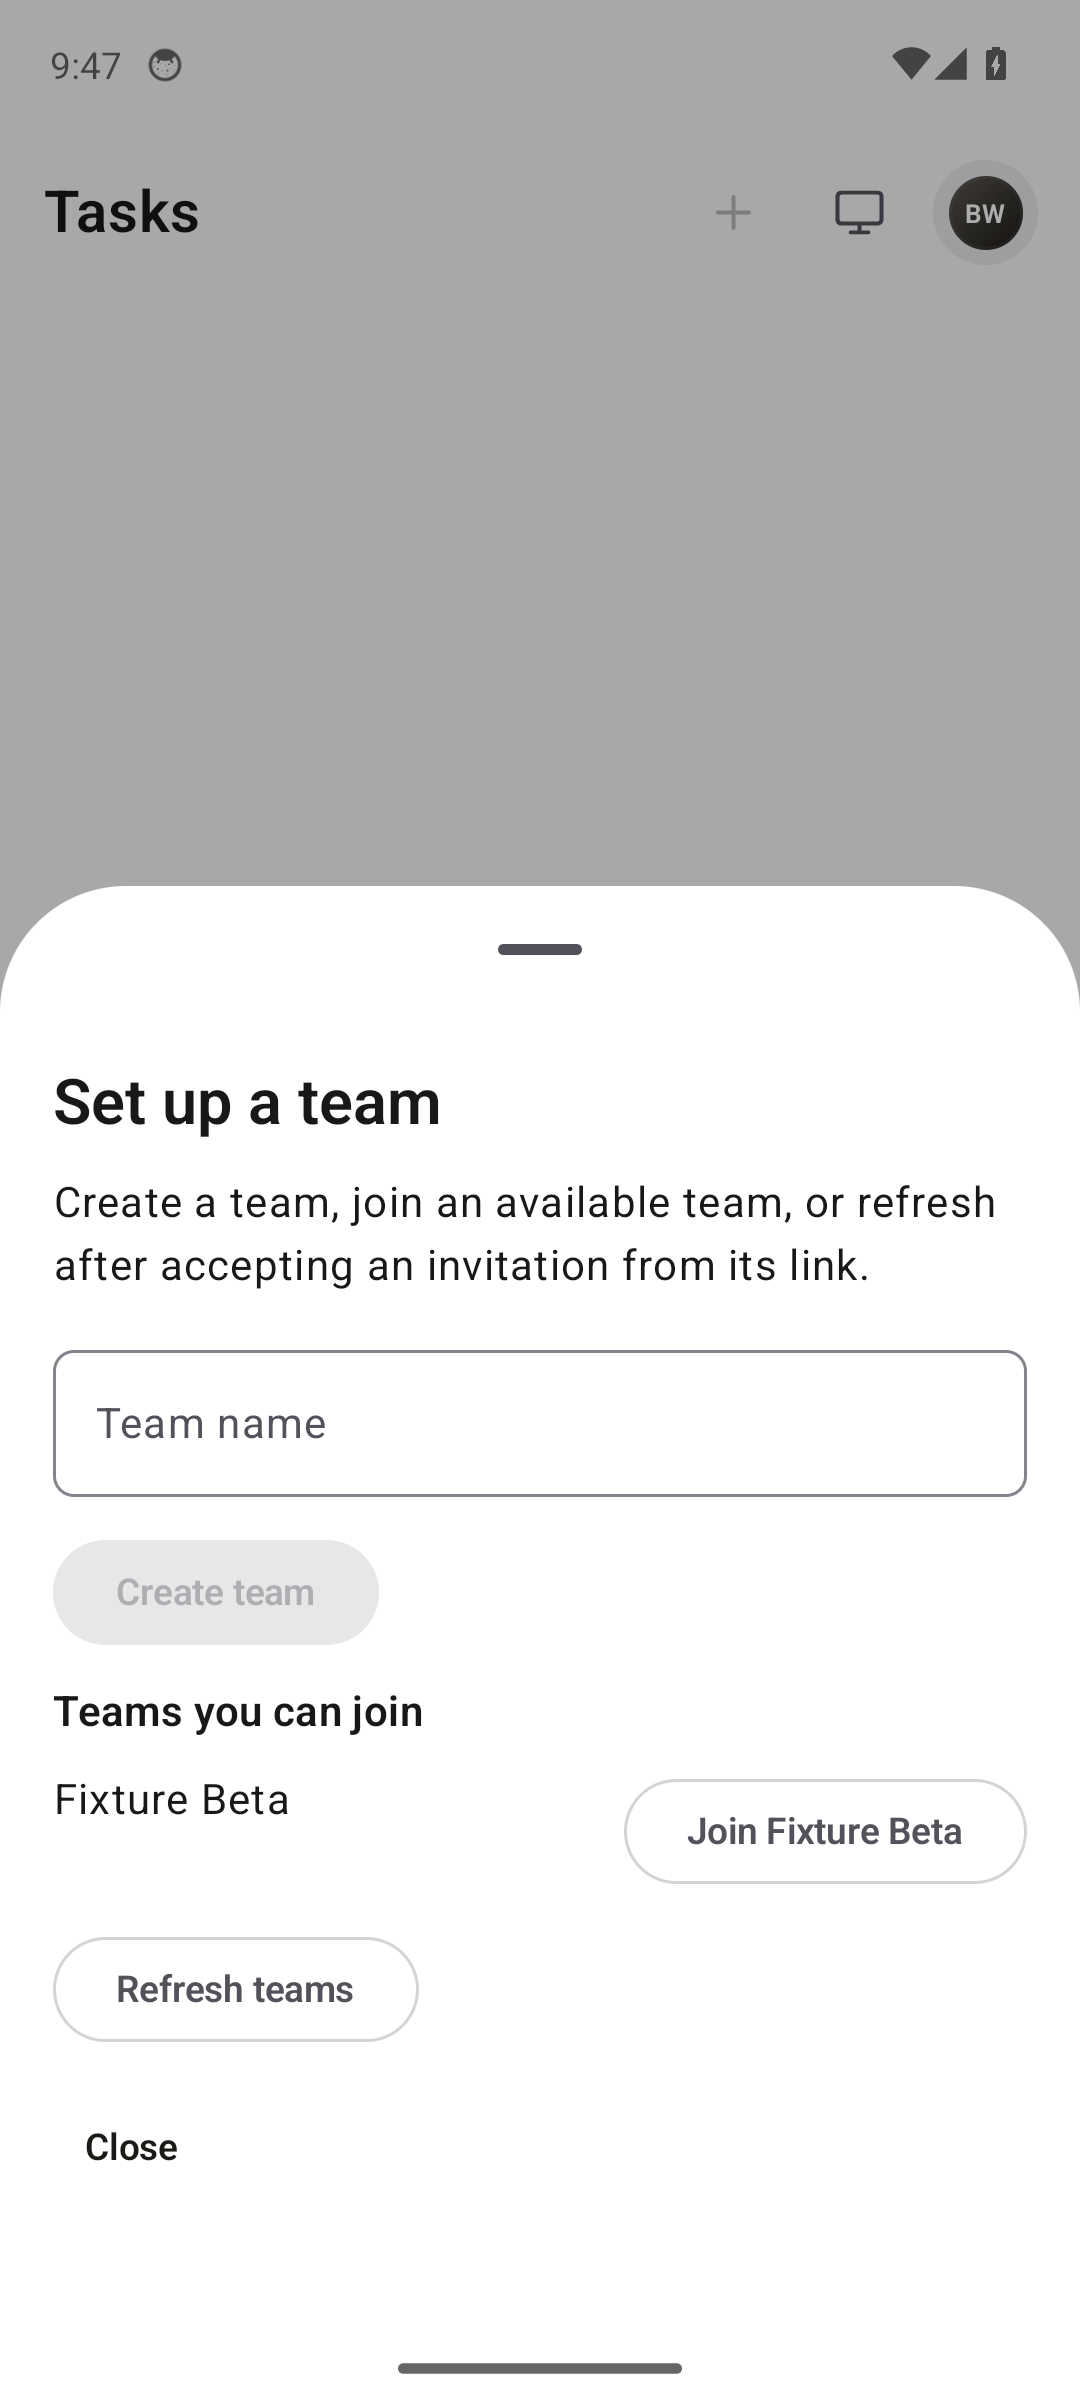 9:47
Tasks
BW
Set up a team
Create a team, join an available team, or refresh
after accepting an invitation from its link.
Team name
Create team
Teams you can join
Fixture Beta
Join Fixture Beta
Refresh teams
Close